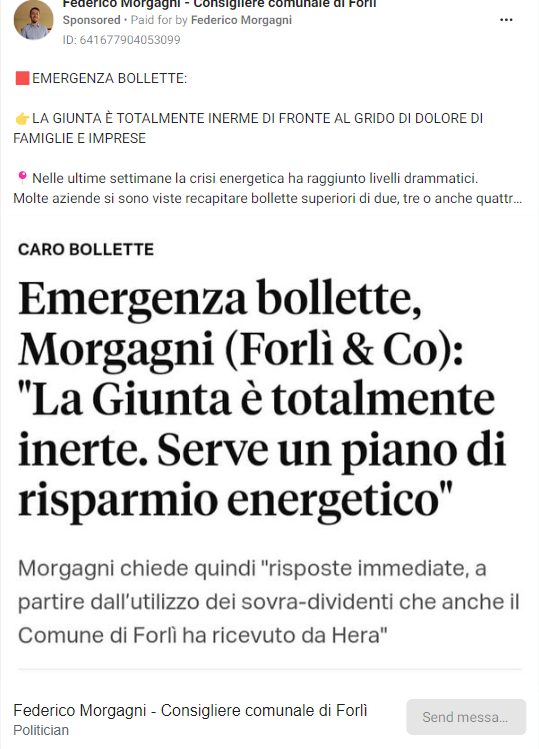 Federico Morgagni - Consigliere comunale di Forlì
Sponsored • Paid for by Federico Morgagni
ID: 641677904053099
🟥EMERGENZA BOLLETTE:
👉LA GIUNTA È TOTALMENTE INERME DI FRONTE AL GRIDO DI DOLORE DI
FAMIGLIE E IMPRESE
📍Nelle ultime settimane la crisi energetica ha raggiunto livelli drammatici.
Molte aziende si sono viste recapitare bollette superiori di due, tre o anche quattr...
CARO BOLLETTE
Emergenza bollette,
Morgagni (Forlì & Co):
"La Giunta è totalmente
inerte. Serve un piano di
risparmio energetico"
Morgagni chiede quindi "risposte immediate, a
partire dall'utilizzo dei sovra-dividenti che anche il
Comune di Forlì ha ricevuto da Hera"
Federico Morgagni - Consigliere comunale di Forlì
Politician
Send messa...